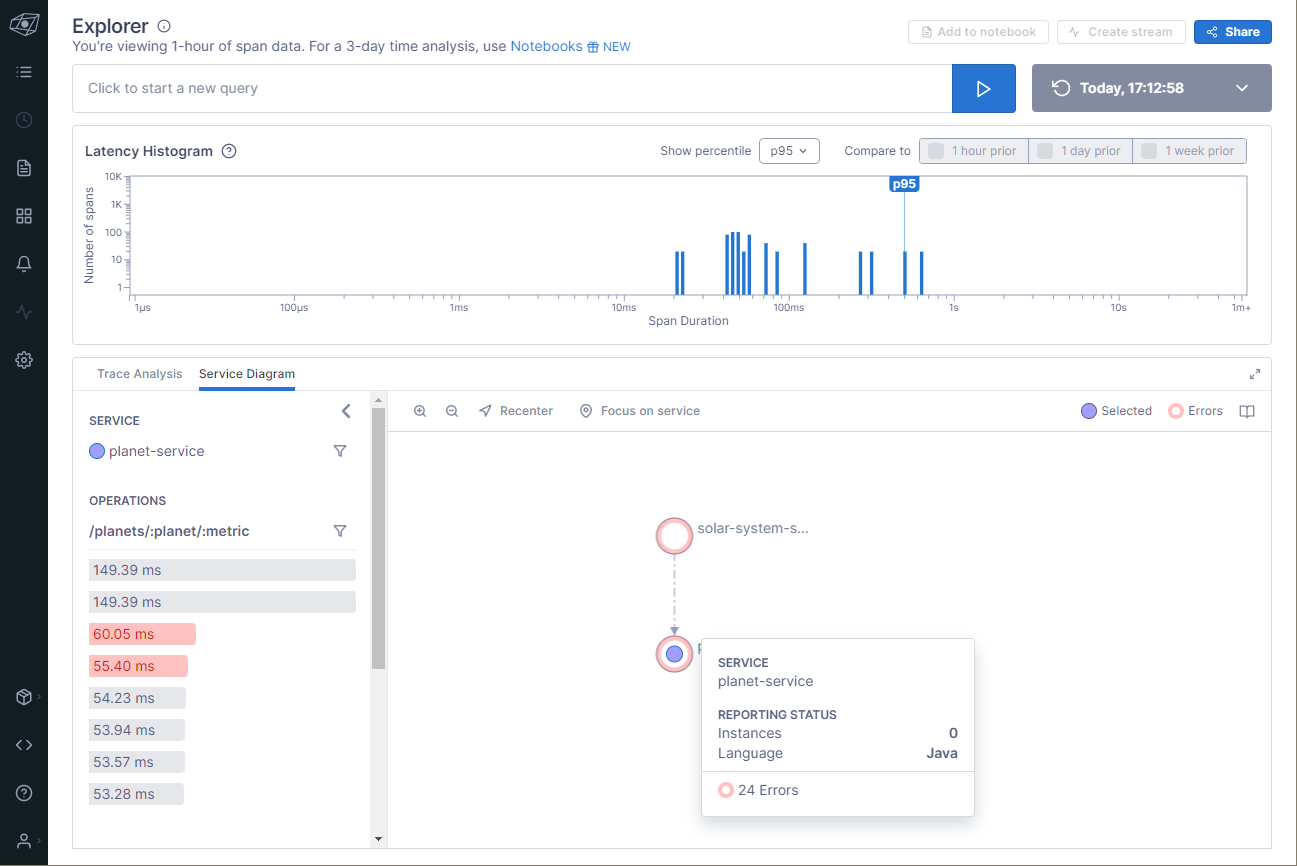 Explorer
You're viewing 1-hour of span data. For a 3-day time analysis, use Notebooks NEW
Add to notebook
Create stream
Share
Click to start a new query
Today, 17:12:58
Latency Histogram
Show percentile
p95
Compare to
1 hour prior
1 day prior
1 week prior
Number of spans
10K
1K
100
10
1
p95
1µs
100µs
1ms
10ms
100ms
1s
10s
1m+
Span Duration
Trace Analysis
Service Diagram
SERVICE
planet-service
OPERATIONS
/planets/:planet/:metric
149.39 ms
149.39 ms
60.05 ms
55.40 ms
54.23 ms
53.94 ms
53.57 ms
53.28 ms
Recenter
Focus on service
Selected
Errors
solar-system-s...
SERVICE
planet-service
REPORTING STATUS
Instances 0
Language Java
24 Errors